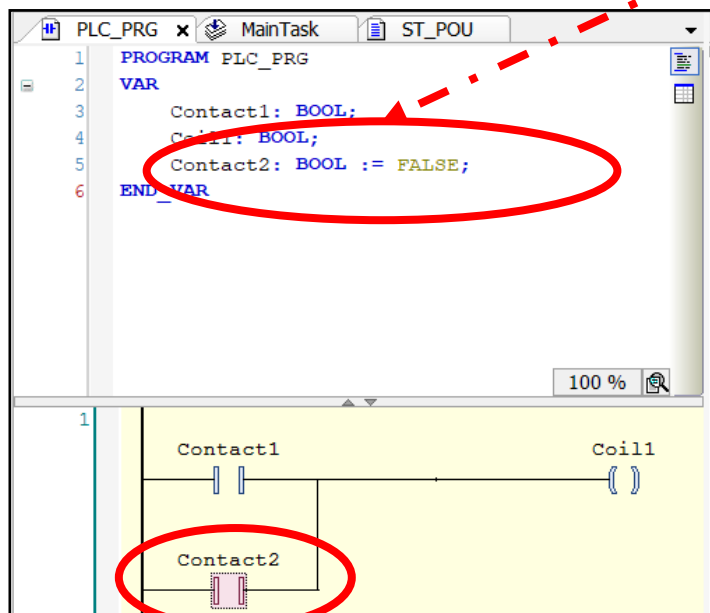 PLC_PRG MainTask ST_POU
1 PROGRAM PLC_PRG
2 VAR
3 Contact1: BOOL;
4 Coil1: BOOL;
5 Contact2: BOOL := FALSE;
6 END_VAR
100 %
1
Contact1 Coil1
Contact2